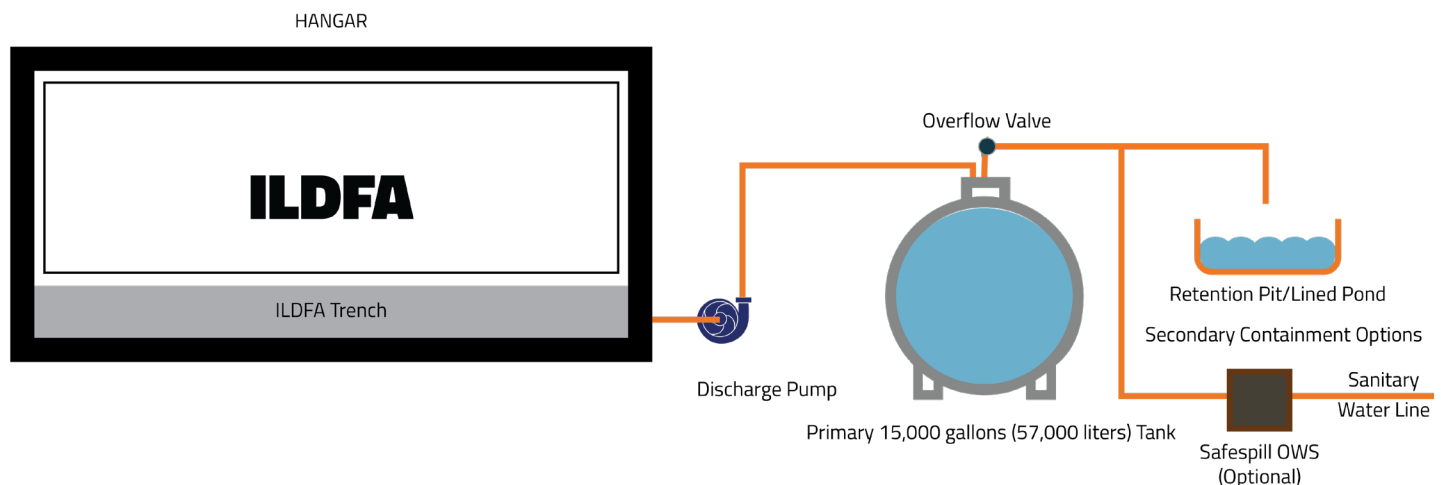 HANGAR
ILDFA
ILDFA Trench
Discharge Pump
Overflow Valve
Primary 15,000 gallons (57,000 liters) Tank
Retention Pit/Lined Pond
Secondary Containment Options
Sanitary
Water Line
Safespill OWS
(Optional)